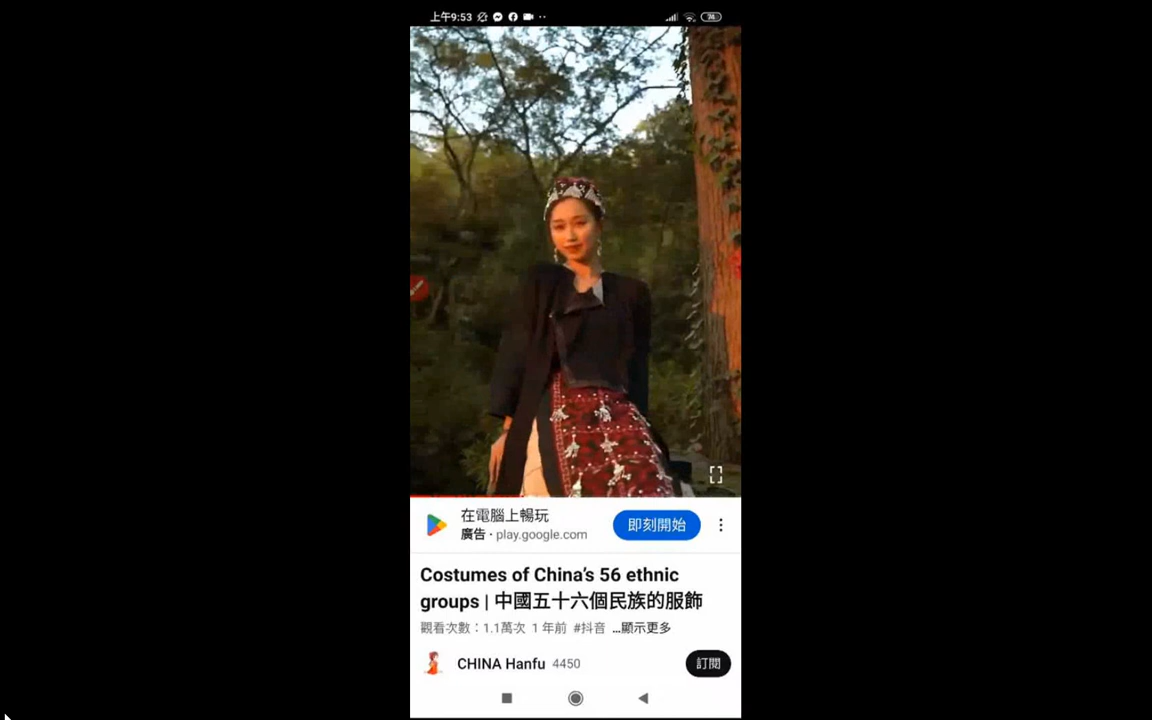 上午9:53
76
在電腦上暢玩
廣告 · play.google.com
即刻開始
Costumes of China's 56 ethnic
groups | 中國五十六個民族的服飾
觀看次數：1.1萬次 1 年前 #抖音 ...顯示更多
CHINA Hanfu 4450
訂閱